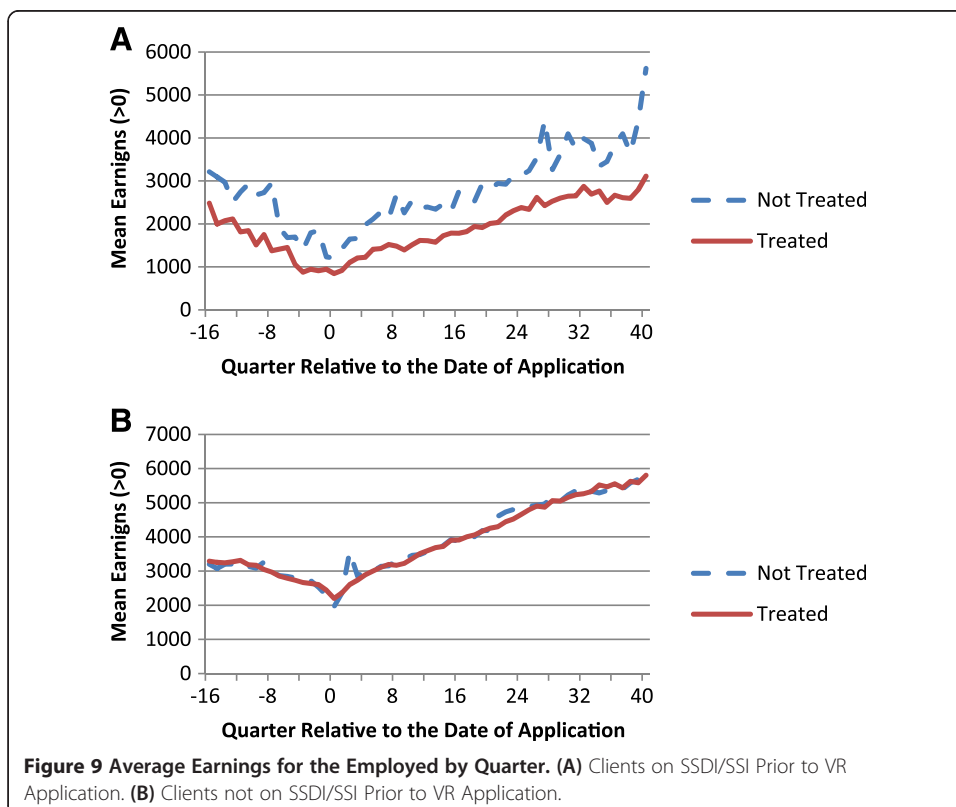 A
6000
5000
4000
3000
2000
1000
0
Mean Earnigns (>0)
-16 -8 0 8 16 24 32 40
Quarter Relative to the Date of Application
Not Treated
Treated
B
7000
6000
5000
4000
3000
2000
1000
0
Mean Earnigns (>0)
-16 -8 0 8 16 24 32 40
Quarter Relative to the Date of Application
Not Treated
Treated
Figure 9 Average Earnings for the Employed by Quarter. (A) Clients on SSDI/SSI Prior to VR
Application. (B) Clients not on SSDI/SSI Prior to VR Application.